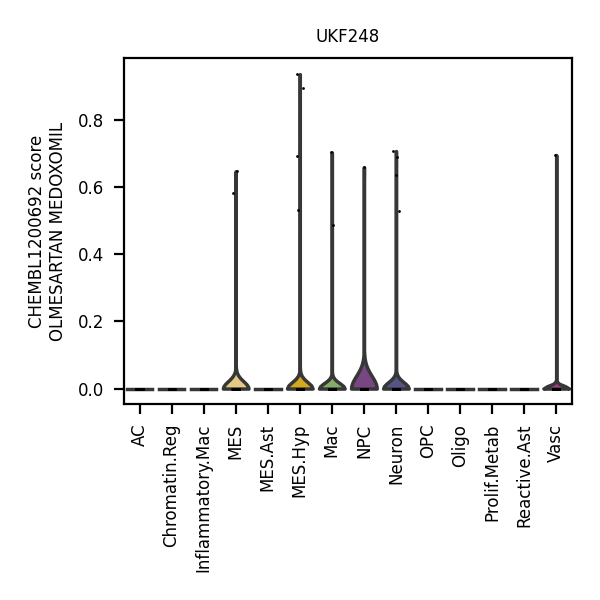 UKF248
CHEMBL1200692 score
OLMESARTAN MEDOXOMIL
0.8
0.6
0.4
0.2
0.0
AC
Chromatin.Reg
Inflammatory.Mac
MES
MES.Ast
MES.Hyp
Mac
NPC
Neuron
OPC
Oligo
Prolif.Metab
Reactive.Ast
Vasc